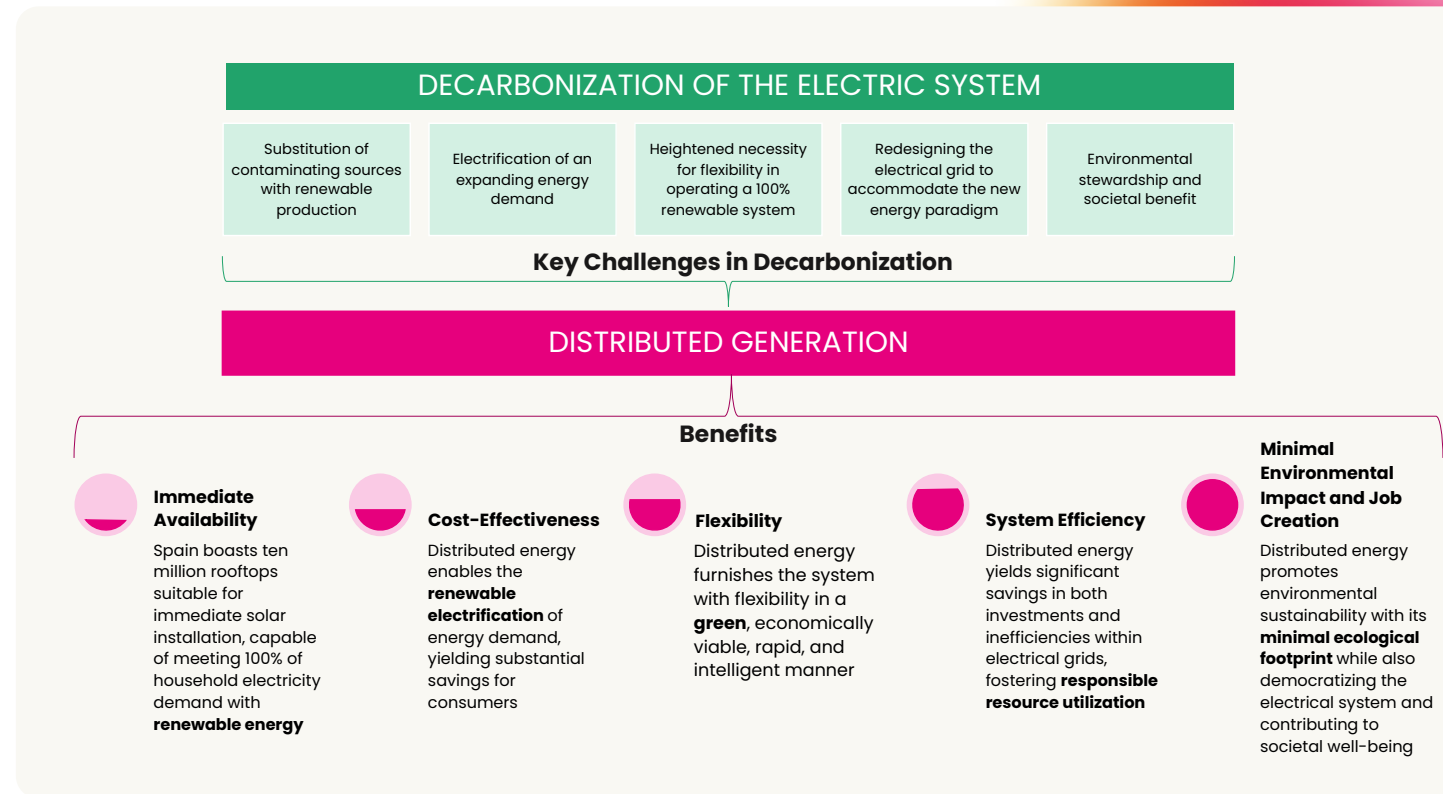 DECARBONIZATION OF THE ELECTRIC SYSTEM
Substitution of
contaminating sources
with renewable
production
Electrification of an
expanding energy
demand
Heightened necessity
for flexibility in
operating a 100%
renewable system
Redesigning the
electrical grid to
accommodate the new
energy paradigm
Environmental
stewardship and
societal benefit
Key Challenges in Decarbonization
DISTRIBUTED GENERATION
Benefits
Immediate
Availability
Spain boasts ten
million rooftops
suitable for
immediate solar
installation, capable
of meeting 100% of
household electricity
demand with
renewable energy
Cost-Effectiveness
Distributed energy
enables the
renewable
electrification of
energy demand,
yielding substantial
savings for
consumers
Flexibility
Distributed energy
furnishes the system
with flexibility in a
green, economically
viable, rapid, and
intelligent manner
System Efficiency
Distributed energy
yields significant
savings in both
investments and
inefficiencies within
electrical grids,
fostering responsible
resource utilization
Minimal
Environmental
Impact and Job
Creation
Distributed energy
promotes
environmental
sustainability with its
minimal ecological
footprint while also
democratizing the
electrical system and
contributing to
societal well-being